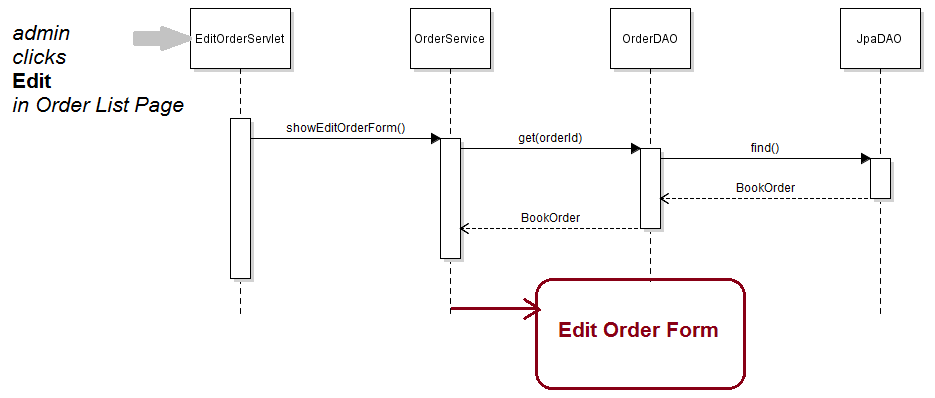 admin
clicks
Edit
in Order List Page
EditOrderServlet
OrderService
OrderDAO
JpaDAO
showEditOrderForm()
get(orderId)
find()
BookOrder
BookOrder
Edit Order Form